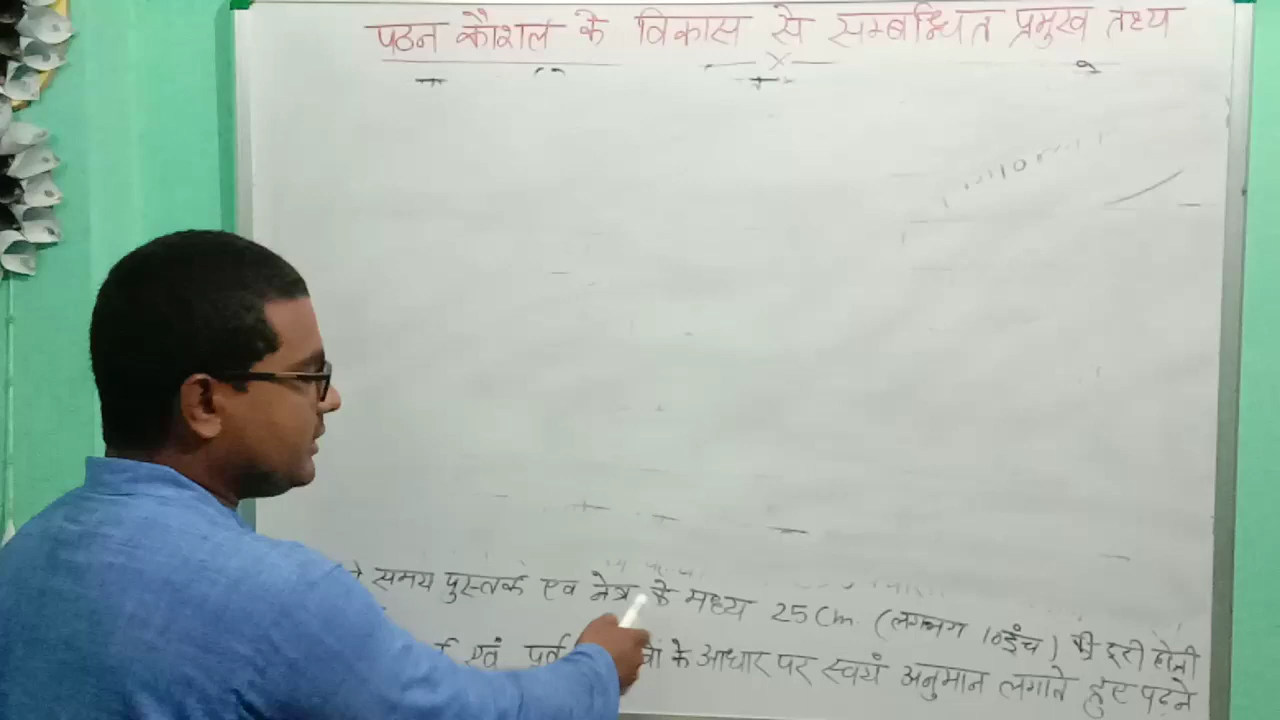 पठन कौशल के विकास से सम्बन्धित प्रमुख तथ्य
समय पुस्तक एव नेत्र के मध्य 25 Cm. (लगभग 10 इंच) की दूरी होनी
एवं पूर्व के आधार पर स्वयं अनुमान लगाते हुए पढ़ने